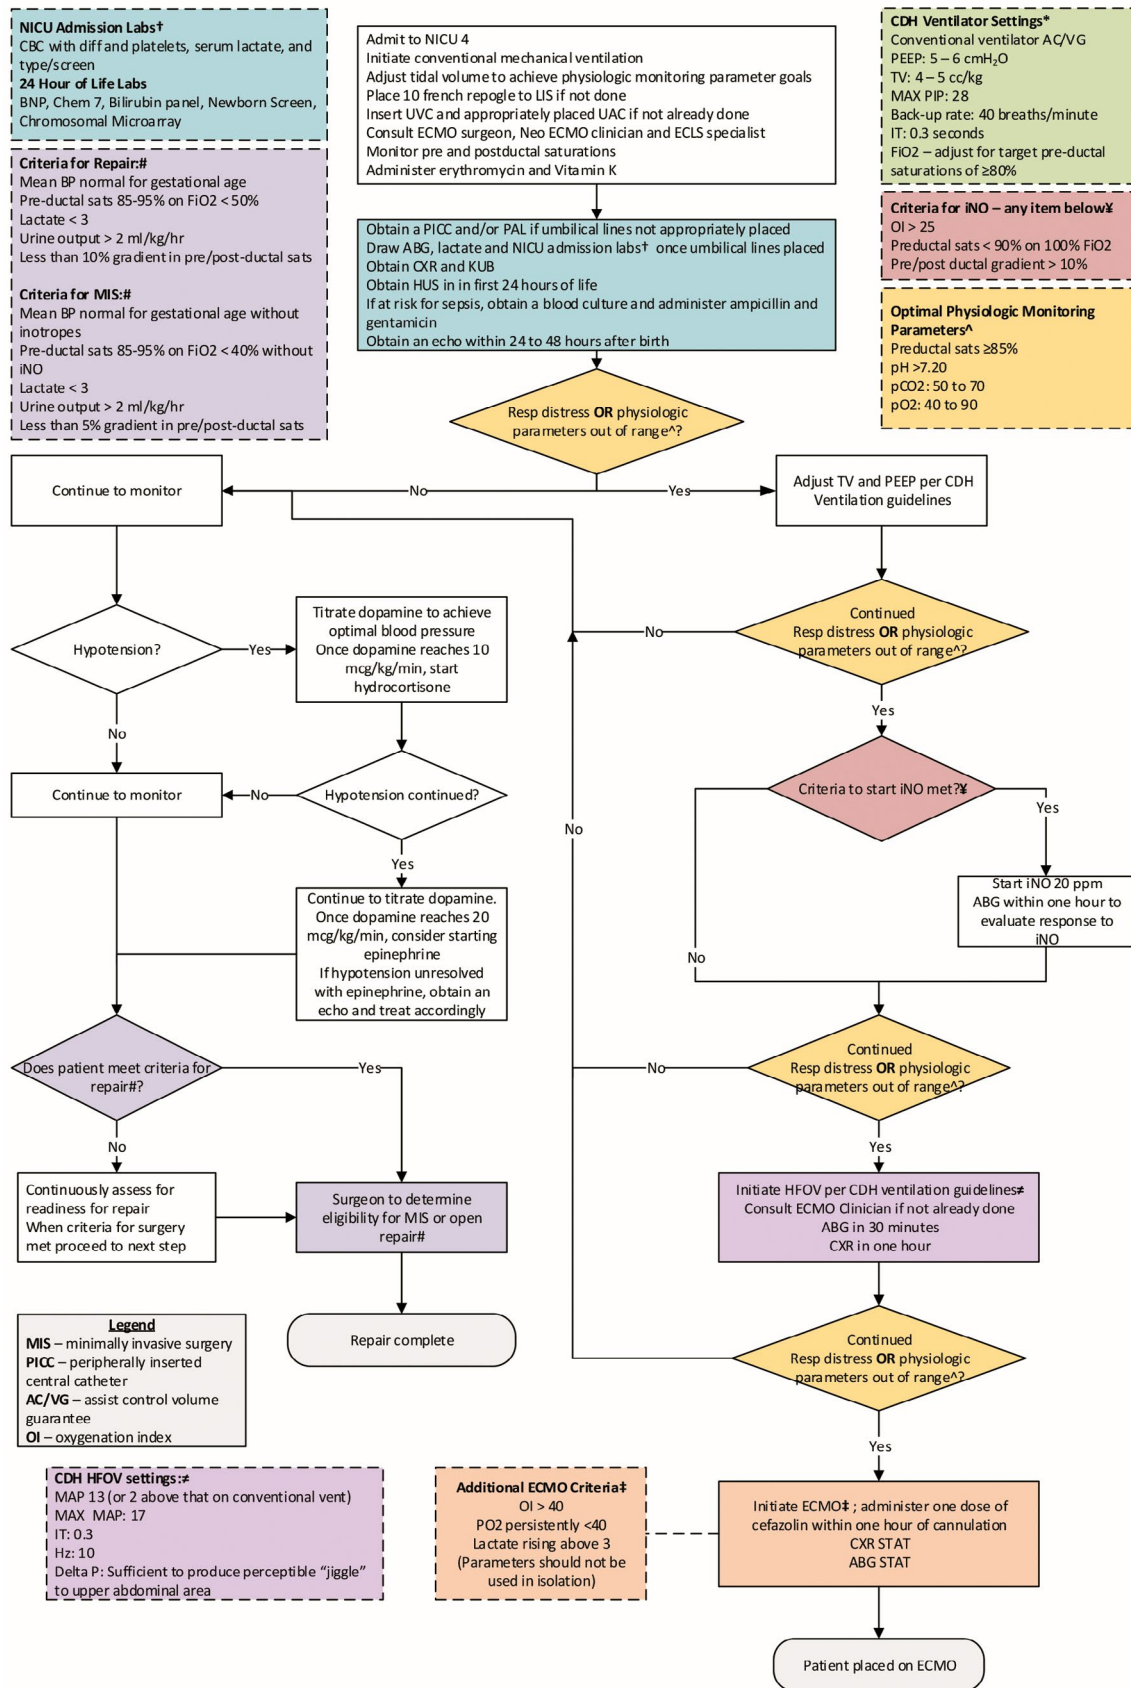 NICU Admission Labs†
CBC with diff and platelets, serum lactate, and
type/screen
24 Hour of Life Labs
BNP, Chem 7, Bilirubin panel, Newborn Screen,
Chromosomal Microarray
Criteria for Repair:#
Mean BP normal for gestational age
Pre-ductal sats 85-95% on FiO2 < 50%
Lactate < 3
Urine output > 2 ml/kg/hr
Less than 10% gradient in pre/post-ductal sats
Criteria for MIS:#
Mean BP normal for gestational age without
inotropes
Pre-ductal sats 85-95% on FiO2 < 40% without
iNO
Lactate < 3
Urine output > 2 ml/kg/hr
Less than 5% gradient in pre/post-ductal sats
Admit to NICU 4
Initiate conventional mechanical ventilation
Adjust tidal volume to achieve physiologic monitoring parameter goals
Place 10 french repogle to LIS if not done
Insert UVC and appropriately placed UAC if not already done
Consult ECMO surgeon, Neo ECMO clinician and ECLS specialist
Monitor pre and postductal saturations
Administer erythromycin and Vitamin K
Obtain a PICC and/or PAL if umbilical lines not appropriately placed
Draw ABG, lactate and NICU admission labs† once umbilical lines placed
Obtain CXR and KUB
Obtain HUS in in first 24 hours of life
If at risk for sepsis, obtain a blood culture and administer ampicillin and
gentamicin
Obtain an echo within 24 to 48 hours after birth
CDH Ventilator Settings*
Conventional ventilator AC/VG
PEEP: 5 – 6 cmH₂O
TV: 4 – 5 cc/kg
MAX PIP: 28
Back-up rate: 40 breaths/minute
IT: 0.3 seconds
FiO2 – adjust for target pre-ductal
saturations of ≥80%
Criteria for iNO – any item below¥
OI > 25
Preductal sats < 90% on 100% FiO2
Pre/post ductal gradient > 10%
Optimal Physiologic Monitoring
Parameters^
Preductal sats ≥85%
pH >7.20
pCO2: 50 to 70
pO2: 40 to 90
Resp distress OR physiologic
parameters out of range^?
No
Yes
Continue to monitor
Adjust TV and PEEP per CDH
Ventilation guidelines
Hypotension?
Yes
No
Titrate dopamine to achieve
optimal blood pressure
Once dopamine reaches 10
mcg/kg/min, start
hydrocortisone
Continued
Resp distress OR physiologic
parameters out of range^?
No
Yes
Continue to monitor
No
Hypotension continued?
Yes
No
Criteria to start iNO met?¥
Yes
No
Start iNO 20 ppm
ABG within one hour to
evaluate response to
iNO
Continue to titrate dopamine.
Once dopamine reaches 20
mcg/kg/min, consider starting
epinephrine
If hypotension unresolved
with epinephrine, obtain an
echo and treat accordingly
Does patient meet criteria for
repair#?
Yes
No
Continued
Resp distress OR physiologic
parameters out of range^?
No
Yes
Continuously assess for
readiness for repair
When criteria for surgery
met proceed to next step
Surgeon to determine
eligibility for MIS or open
repair#
Initiate HFOV per CDH ventilation guidelines≠
Consult ECMO Clinician if not already done
ABG in 30 minutes
CXR in one hour
Repair complete
Continued
Resp distress OR physiologic
parameters out of range^?
Yes
Legend
MIS – minimally invasive surgery
PICC – peripherally inserted
central catheter
AC/VG – assist control volume
guarantee
OI – oxygenation index
CDH HFOV settings:≠
MAP 13 (or 2 above that on conventional vent)
MAX MAP: 17
IT: 0.3
Hz: 10
Delta P: Sufficient to produce perceptible “jiggle”
to upper abdominal area
Additional ECMO Criteria‡
OI > 40
PO2 persistently <40
Lactate rising above 3
(Parameters should not be
used in isolation)
Initiate ECMO‡ ; administer one dose of
cefazolin within one hour of cannulation
CXR STAT
ABG STAT
Patient placed on ECMO